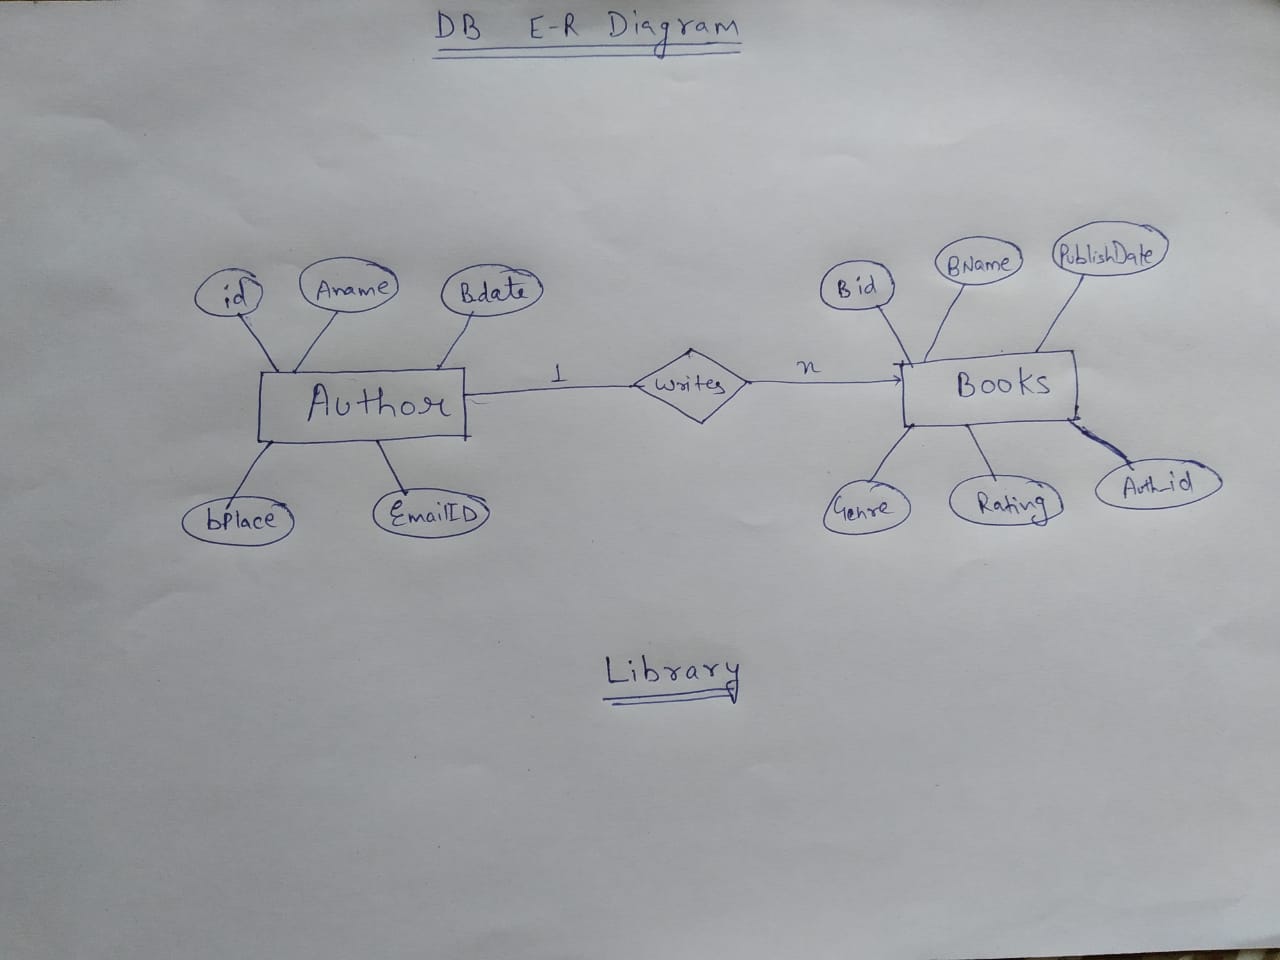 DB E-R Diagram
id
Aname
Bdate
Bid
BName
PublishDate
Author
1
writes
n
Books
bPlace
EmailID
Genre
Rating
Auth_id
Library